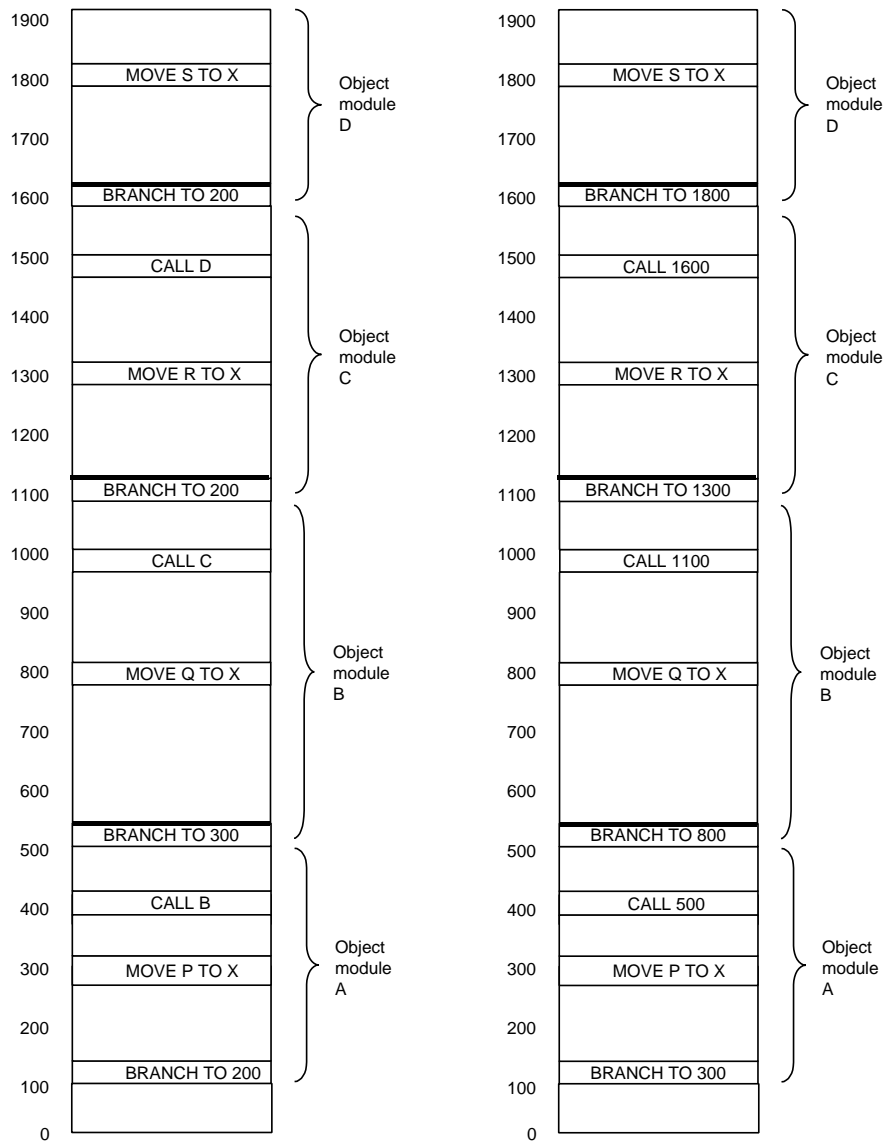 1900
1800
1700
1600
1500
1400
1300
1200
1100
1000
900
800
700
600
500
400
300
200
100
0
MOVE S TO X
BRANCH TO 200
CALL D
MOVE R TO X
BRANCH TO 200
CALL C
MOVE Q TO X
BRANCH TO 300
CALL B
MOVE P TO X
BRANCH TO 200
Object
module
D
Object
module
C
Object
module
B
Object
module
A
1900
1800
1700
1600
1500
1400
1300
1200
1100
1000
900
800
700
600
500
400
300
200
100
0
MOVE S TO X
BRANCH TO 1800
CALL 1600
MOVE R TO X
BRANCH TO 1300
CALL 1100
MOVE Q TO X
BRANCH TO 800
CALL 500
MOVE P TO X
BRANCH TO 300
Object
module
D
Object
module
C
Object
module
B
Object
module
A